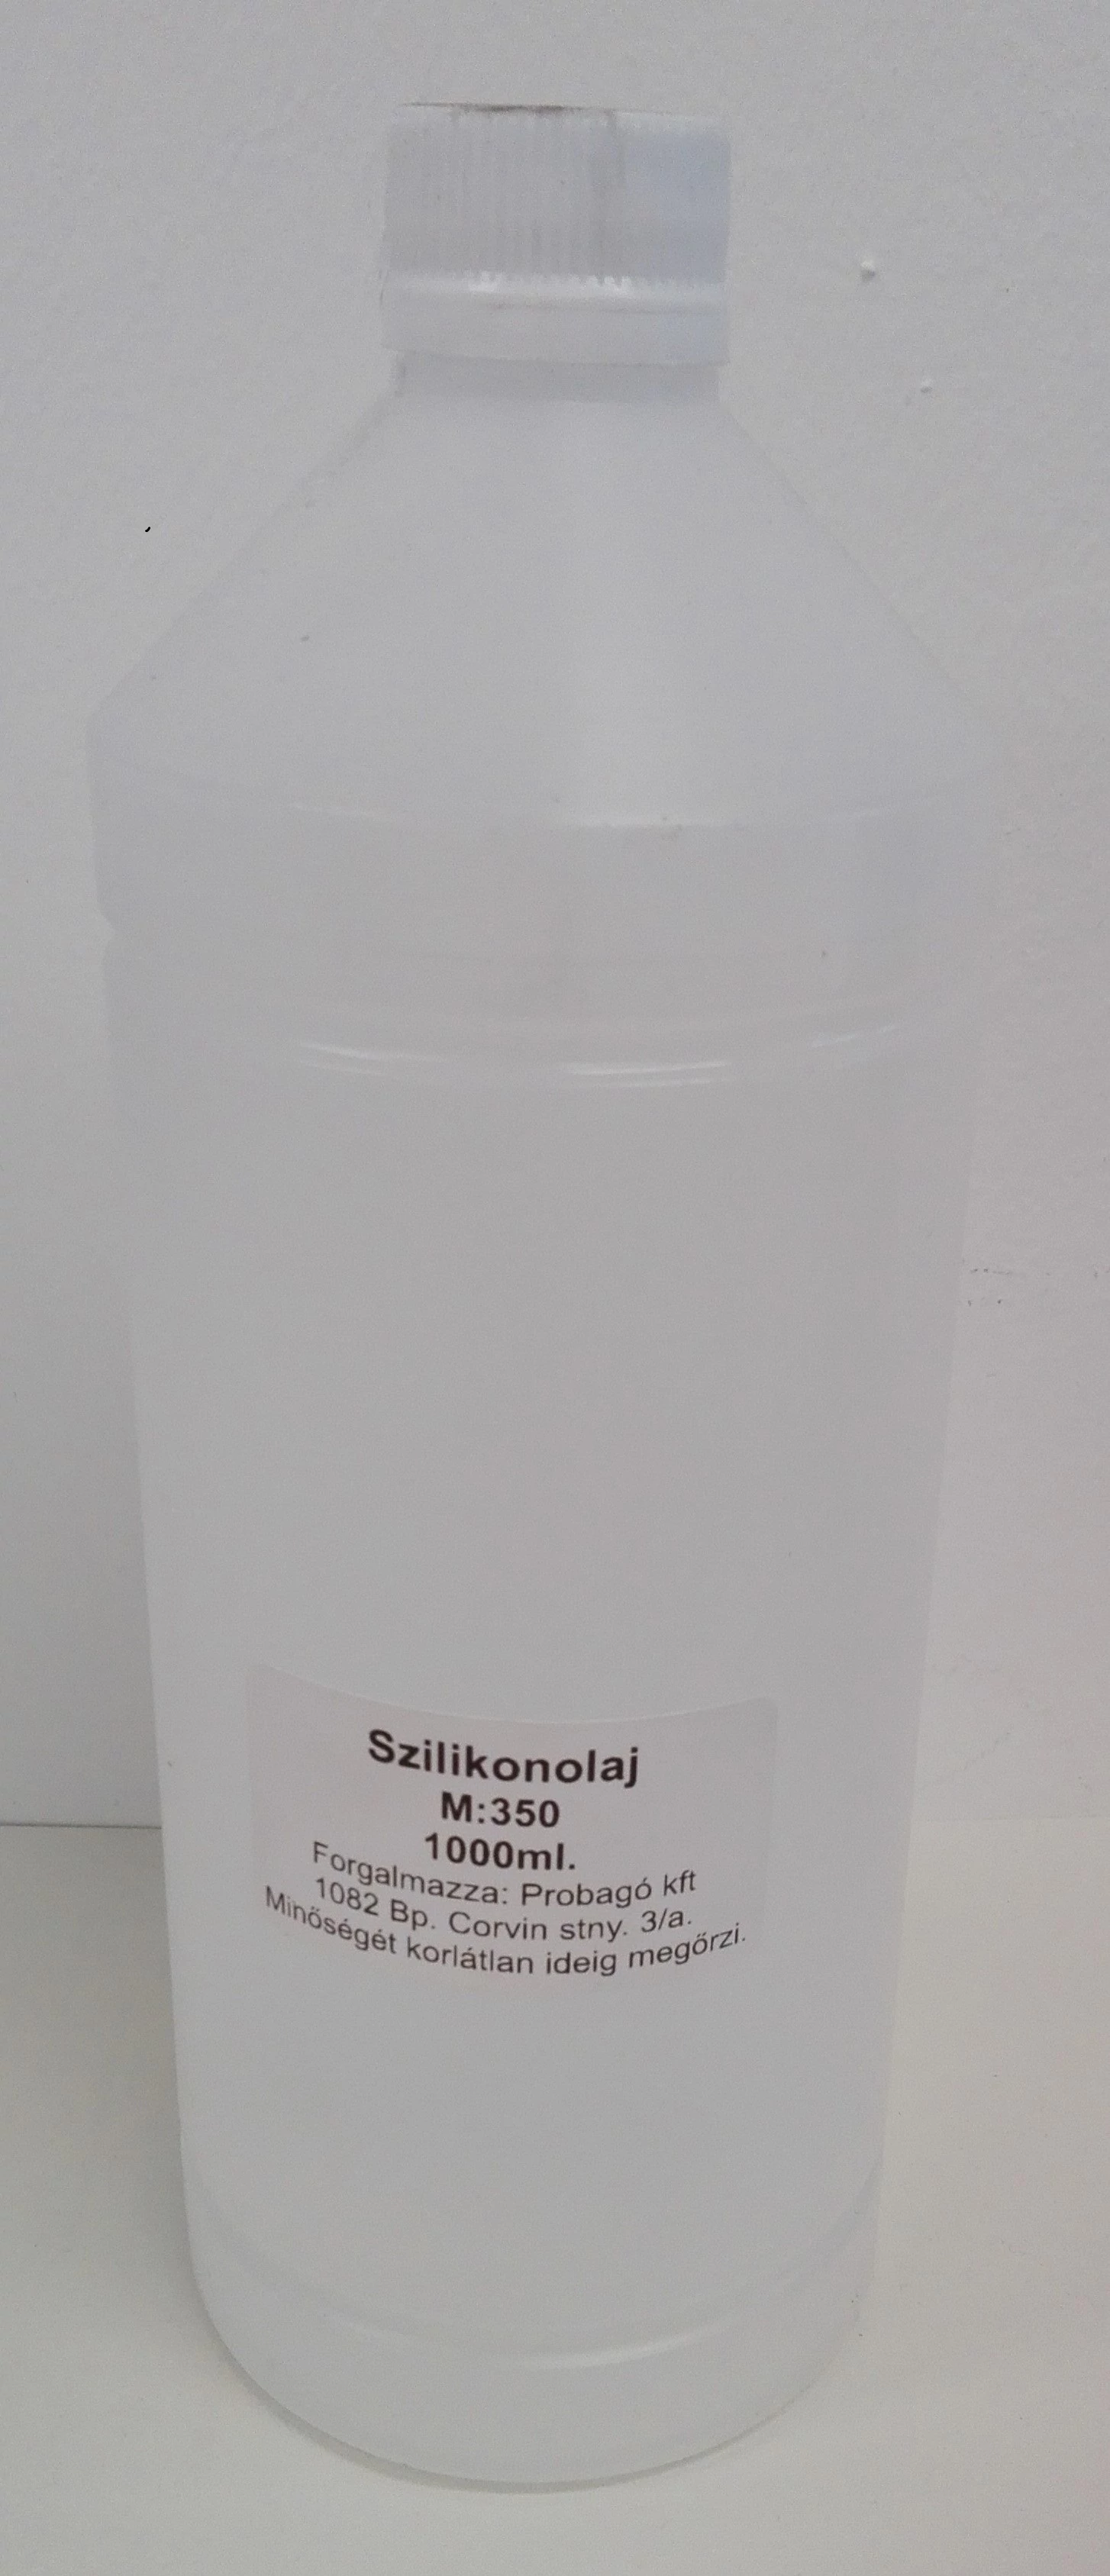 Szilikonolaj
M:350
1000ml.
Forgalmazza: Probagó kft
1082 Bp. Corvin stny. 3/a.
Minőségét korlátlan ideig megőrzi.